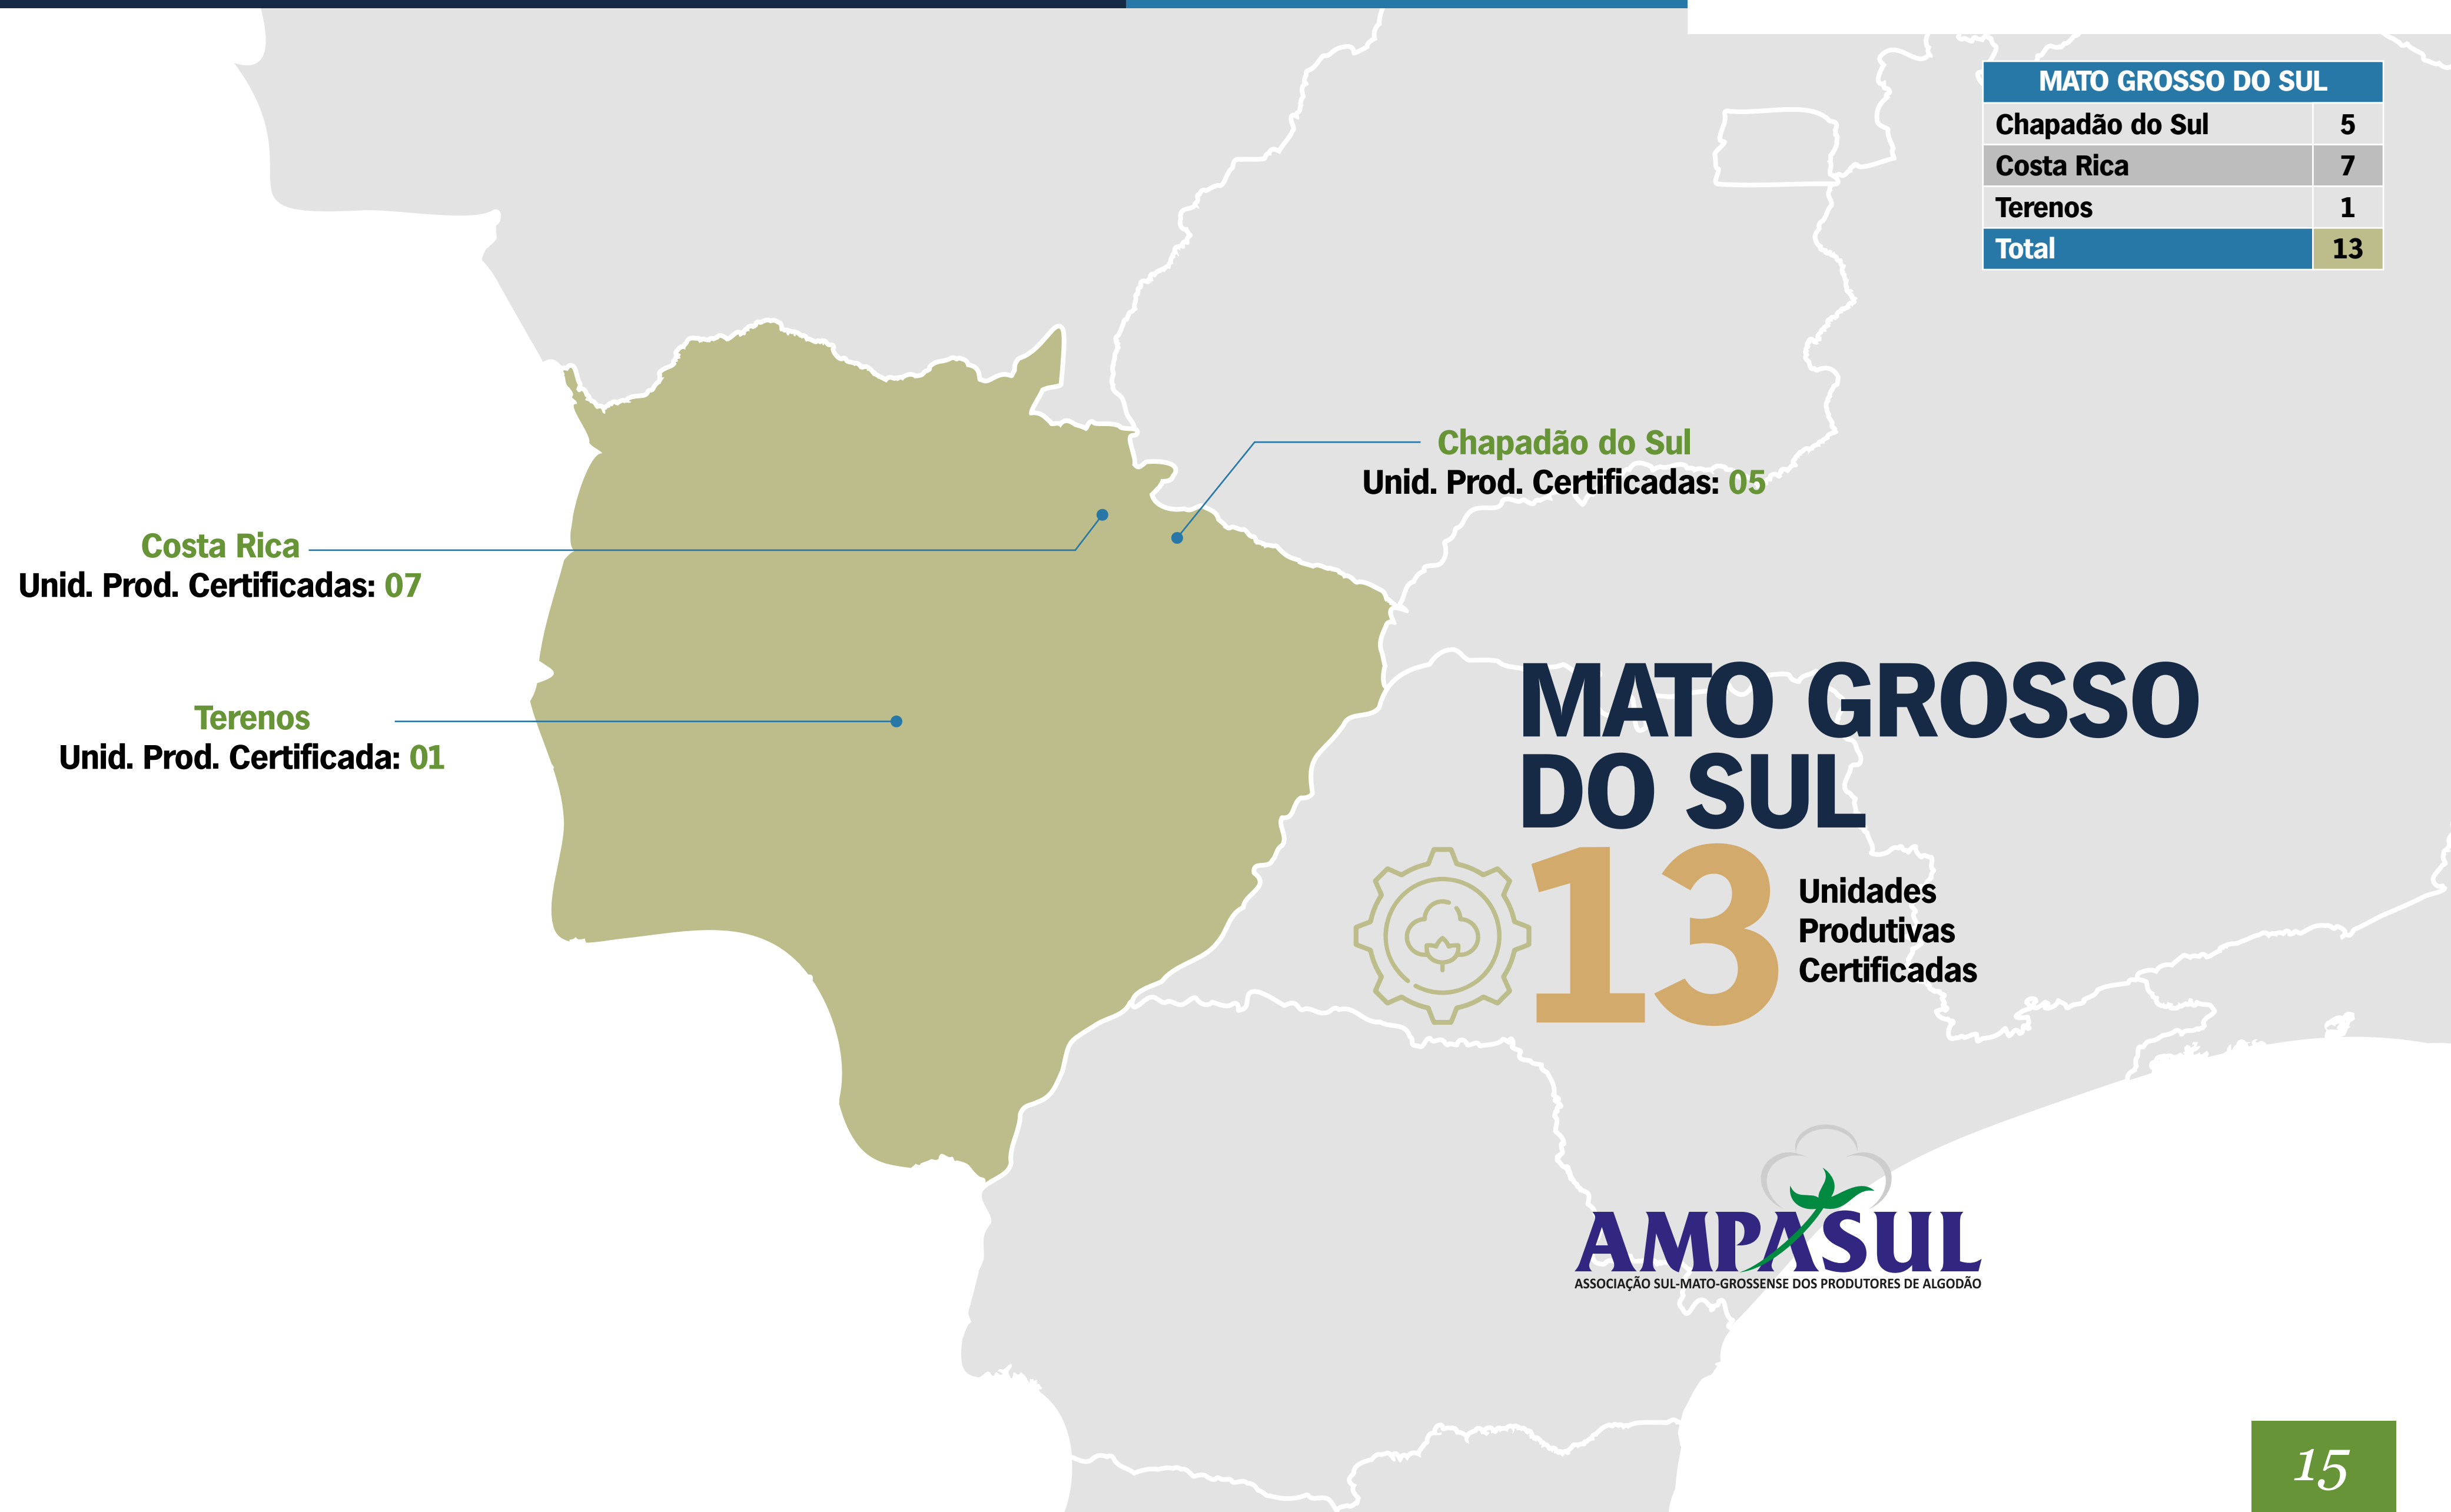 MATO GROSSO DO SUL
Chapadão do Sul 5
Costa Rica 7
Terenos 1
Total 13
Chapadão do Sul
Unid. Prod. Certificadas: 05
Costa Rica
Unid. Prod. Certificadas: 07
Terenos
Unid. Prod. Certificada: 01
MATO GROSSO
DO SUL
13
Unidades
Produtivas
Certificadas
AMPASUL
ASSOCIAÇÃO SUL-MATO-GROSSENSE DOS PRODUTORES DE ALGODÃO
15